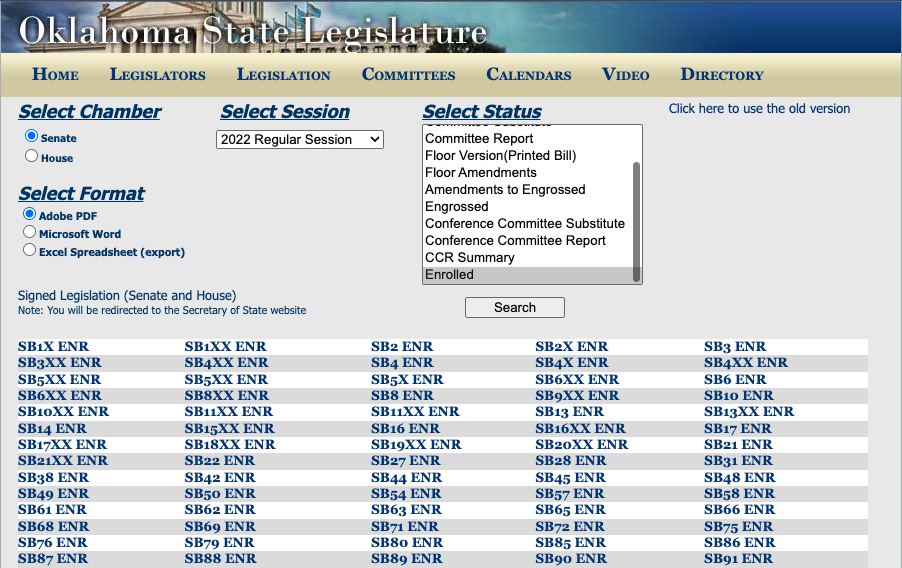 Oklahoma State Legislature
Home Legislators Legislation Committees Calendars Video Directory
Select Chamber
Senate
House
Select Format
Adobe PDF
Microsoft Word
Excel Spreadsheet (export)
Select Session
2022 Regular Session
Select Status
Committee Substitute
Committee Report
Floor Version(Printed Bill)
Floor Amendments
Amendments to Engrossed
Engrossed
Conference Committee Substitute
Conference Committee Report
CCR Summary
Enrolled
Click here to use the old version
Signed Legislation (Senate and House)
Note: You will be redirected to the Secretary of State website
Search
SB1X ENR SB1XX ENR SB2 ENR SB2X ENR SB3 ENR
SB3XX ENR SB4XX ENR SB4 ENR SB4X ENR SB4XX ENR
SB5XX ENR SB5XX ENR SB5X ENR SB6XX ENR SB6 ENR
SB6XX ENR SB8XX ENR SB8 ENR SB9XX ENR SB10 ENR
SB10XX ENR SB11XX ENR SB11XX ENR SB13 ENR SB13XX ENR
SB14 ENR SB15XX ENR SB16 ENR SB16XX ENR SB17 ENR
SB17XX ENR SB18XX ENR SB19XX ENR SB20XX ENR SB21 ENR
SB21XX ENR SB22 ENR SB27 ENR SB28 ENR SB31 ENR
SB38 ENR SB42 ENR SB44 ENR SB45 ENR SB48 ENR
SB49 ENR SB50 ENR SB54 ENR SB57 ENR SB58 ENR
SB61 ENR SB62 ENR SB63 ENR SB65 ENR SB66 ENR
SB68 ENR SB69 ENR SB71 ENR SB72 ENR SB75 ENR
SB76 ENR SB79 ENR SB80 ENR SB85 ENR SB86 ENR
SB87 ENR SB88 ENR SB89 ENR SB90 ENR SB91 ENR